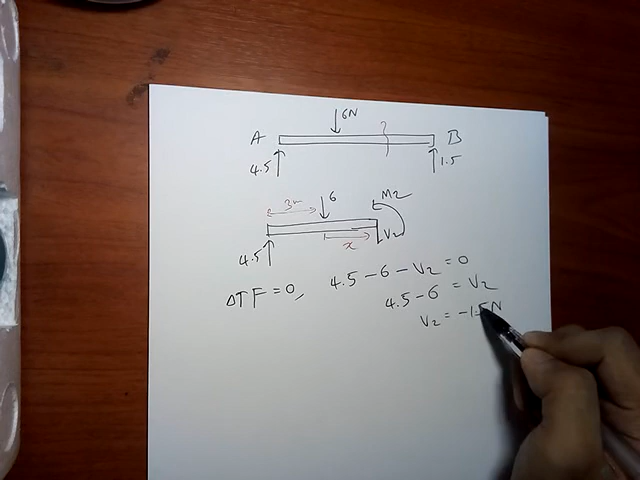 6N
A B
4.5 1.5
3m 6 M2
V2
x
4.5
4.5 - 6 - V2 = 0
ΔTF = 0,
4.5 - 6 = V2
V2 = -1.5N